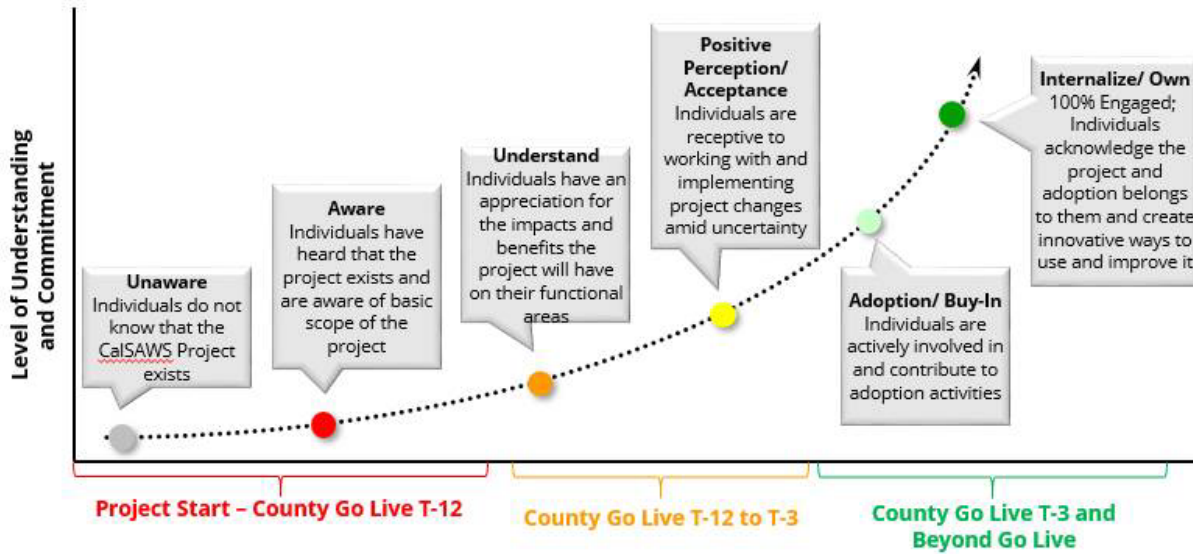 Level of Understanding
and Commitment
Unaware
Individuals do not
know that the
CalSAWS Project
exists
Aware
Individuals have
heard that the
project exists and
are aware of basic
scope of the
project
Understand
Individuals have an
appreciation for
the impacts and
benefits the
project will have
on their functional
areas
Positive
Perception/
Acceptance
Individuals are
receptive to
working with and
implementing
project changes
amid uncertainty
Adoption/ Buy-In
Individuals are
actively involved in
and contribute to
adoption activities
Internalize/ Own
100% Engaged;
Individuals
acknowledge the
project and
adoption belongs
to them and create
innovative ways to
use and improve it
Project Start – County Go Live T-12
County Go Live T-12 to T-3
County Go Live T-3 and
Beyond Go Live